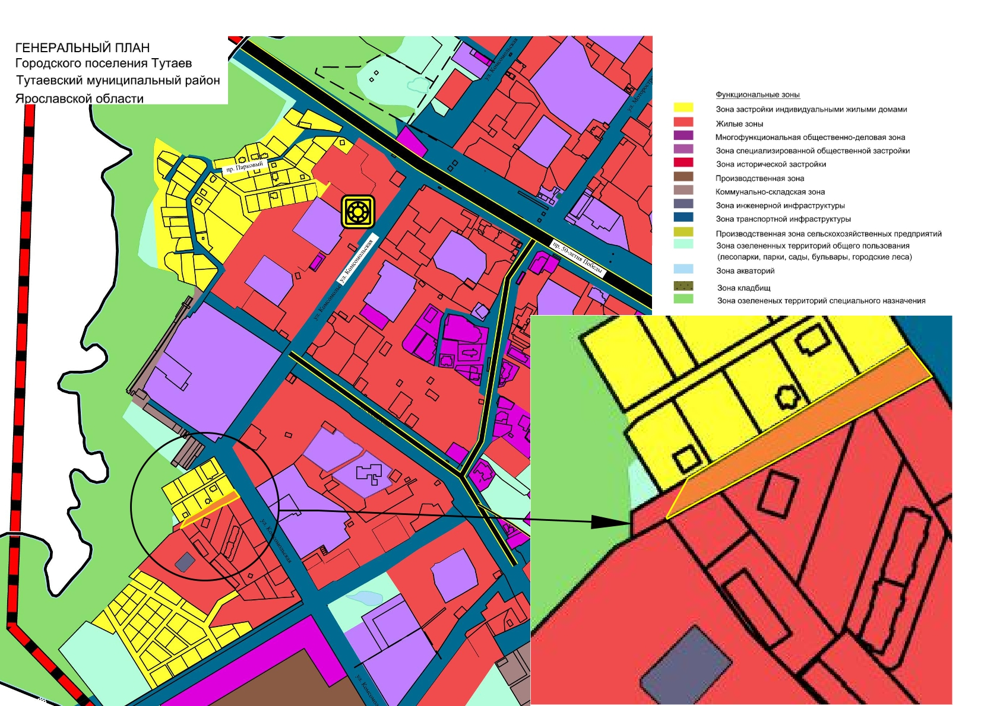 ГЕНЕРАЛЬНЫЙ ПЛАН
Городского поселения Тутаев
Тутаевский муниципальный район
Ярославской области
Функциональные зоны
Зона застройки индивидуальными жилыми домами
Жилые зоны
Многофункциональная общественно-деловая зона
Зона специализированной общественной застройки
Зона исторической застройки
Производственная зона
Коммунально-складская зона
Зона инженерной инфраструктуры
Зона транспортной инфраструктуры
Производственная зона сельскохозяйственных предприятий
Зона озелененных территорий общего пользования
(лесопарки, парки, сады, бульвары, городские леса)
Зона акваторий
Зона кладбищ
Зона озеленых территорий специального назначения
ул. Комсомольская
пр. Парковый
ул. Комсомольская
пр. 50-летия Победы
ул. Комсомольская